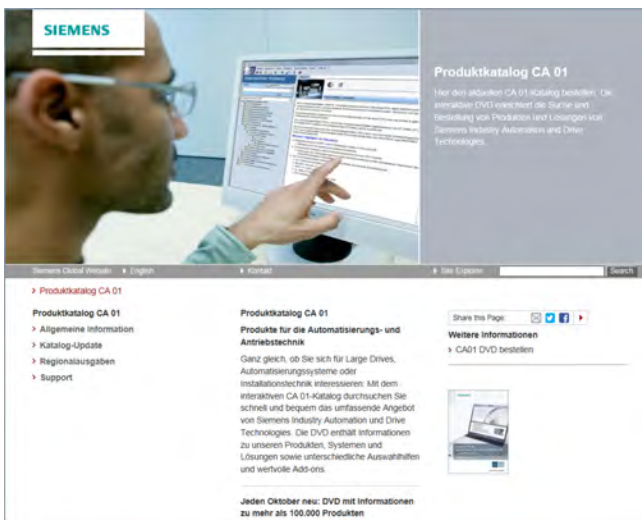 SIEMENS
Produktkatalog CA 01
Hier den aktuellen CA 01-Katalog bestellen. Die
interaktive DVD erleichtert die Suche und
Bestellung von Produkten und Lösungen von
Siemens Industry Automation and Drive
Technologies.
Siemens Global Website English Kontakt Site Explorer Search
Produktkatalog CA 01
Produktkatalog CA 01
Allgemeine Information
Katalog-Update
Regionalausgaben
Support
Produktkatalog CA 01
Produkte für die Automatisierungs- und
Antriebstechnik
Ganz gleich, ob Sie sich für Large Drives,
Automatisierungssysteme oder
Installationstechnik interessieren: Mit dem
interaktiven CA 01-Katalog durchsuchen Sie
schnell und bequem das umfassende Angebot
von Siemens Industry Automation und Drive
Technologies. Die DVD enthält Informationen
zu unseren Produkten, Systemen und
Lösungen sowie unterschiedliche Auswahlhilfen
und wertvolle Add-ons.
Jeden Oktober neu: DVD mit Informationen
zu mehr als 100.000 Produkten
Share this Page:
Weitere Informationen
CA01 DVD bestellen